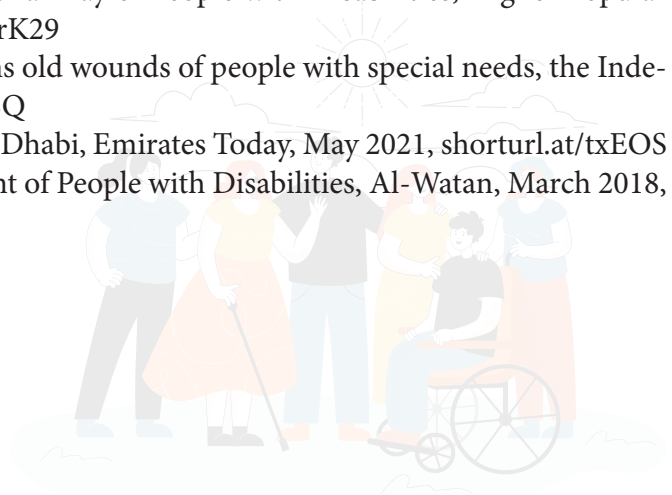 rK29
ns old wounds of people with special needs, the Inde-
Q
Dhabi, Emirates Today, May 2021, shorturl.at/txEOS
nt of People with Disabilities, Al-Watan, March 2018,